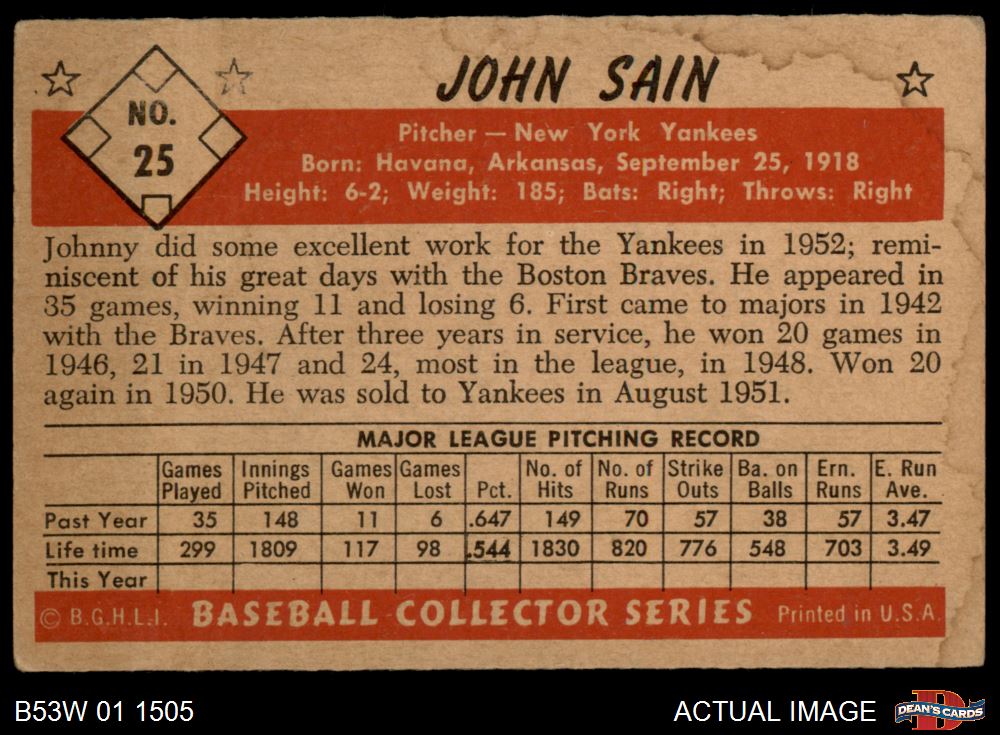 JOHN SAIN
NO.
25
Pitcher — New York Yankees
Born: Havana, Arkansas, September 25, 1918
Height: 6-2; Weight: 185; Bats: Right; Throws: Right
Johnny did some excellent work for the Yankees in 1952; remi-
niscent of his great days with the Boston Braves. He appeared in
35 games, winning 11 and losing 6. First came to majors in 1942
with the Braves. After three years in service, he won 20 games in
1946, 21 in 1947 and 24, most in the league, in 1948. Won 20
again in 1950. He was sold to Yankees in August 1951.
MAJOR LEAGUE PITCHING RECORD
Games Innings Games Games No. of No. of Strike Ba. on Ern. E. Run
Played Pitched Won Lost Pct. Hits Runs Outs Balls Runs Ave.
Past Year 35 148 11 6 .647 149 70 57 38 57 3.47
Life time 299 1809 117 98 .544 1830 820 776 548 703 3.49
This Year
© B.G.H.L.I. BASEBALL COLLECTOR SERIES Printed in U.S.A.
B53W 01 1505 ACTUAL IMAGE DEAN'S CARDS